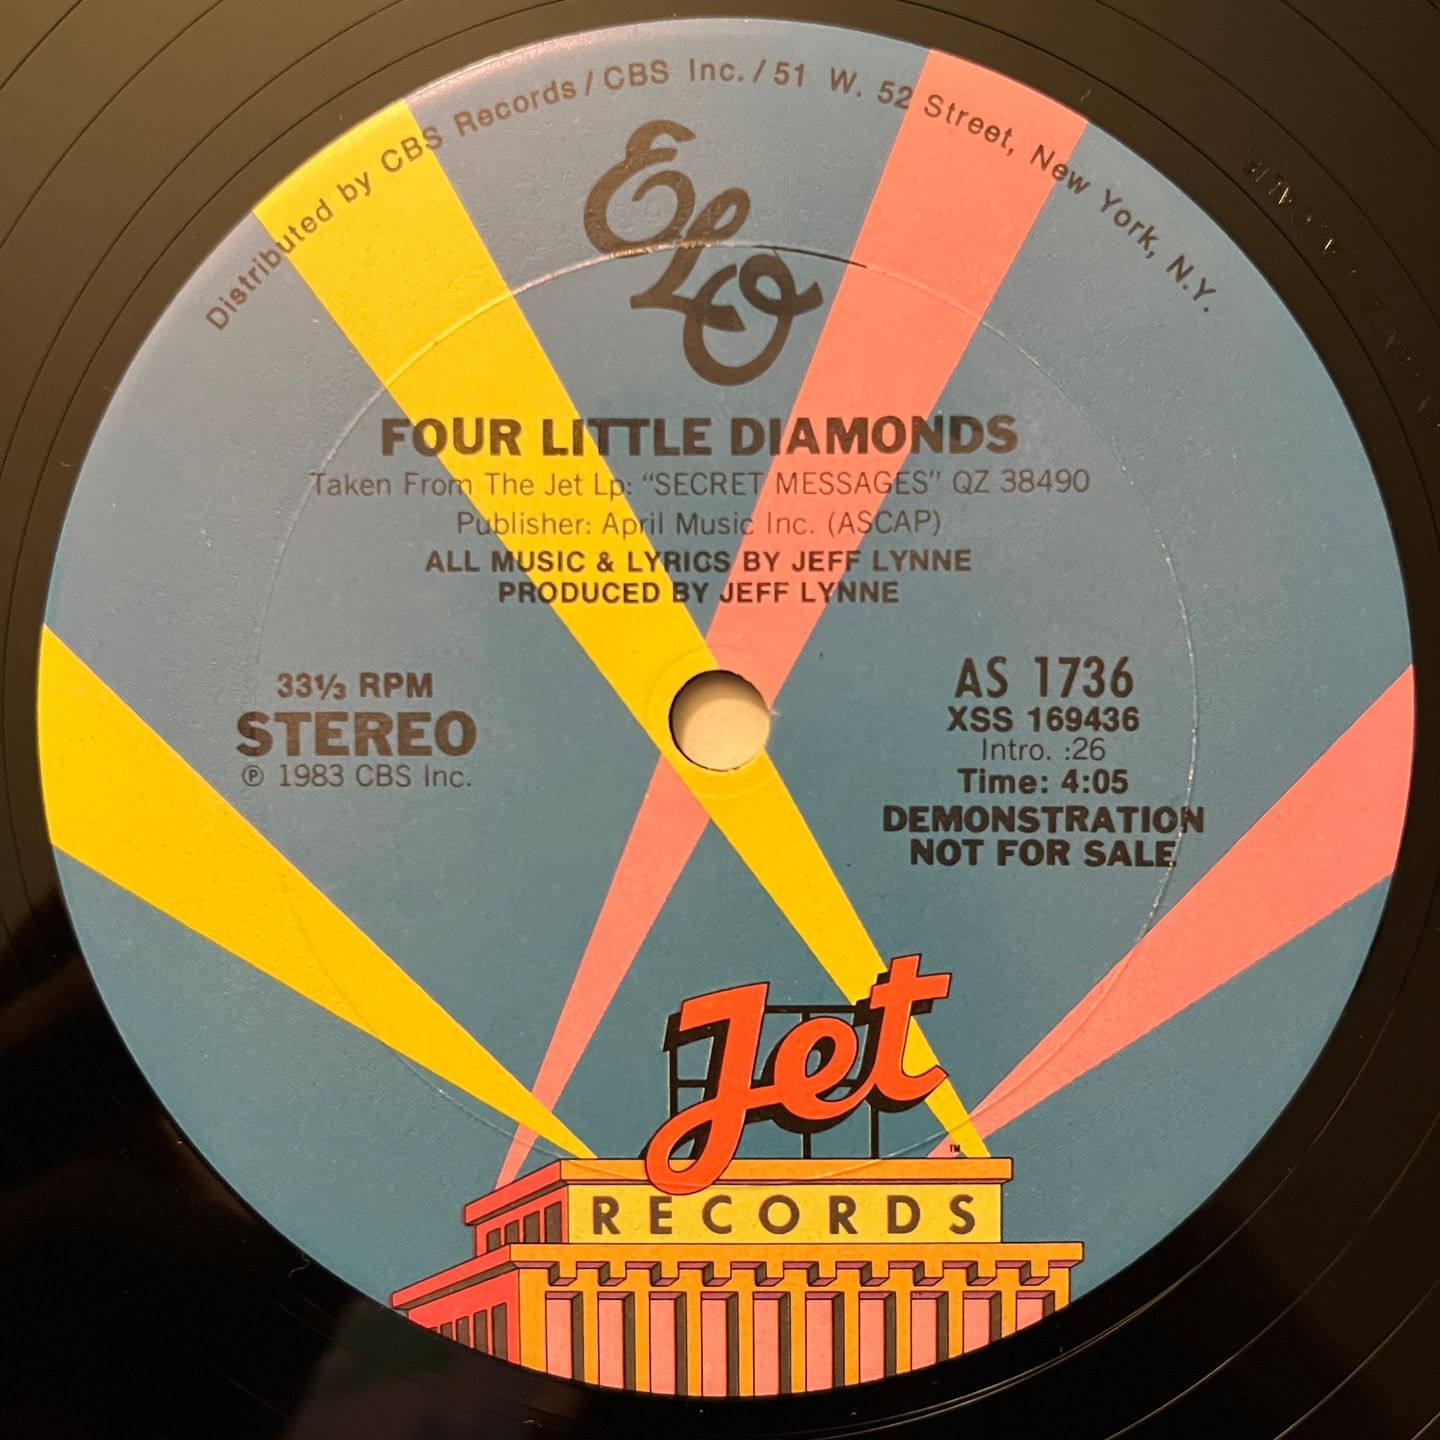 Distributed by CBS Records / CBS Inc. / 51 W. 52 Street, New York, N.Y.
ELO
FOUR LITTLE DIAMONDS
Taken From The Jet Lp: “SECRET MESSAGES” QZ 38490
Publisher: April Music Inc. (ASCAP)
ALL MUSIC & LYRICS BY JEFF LYNNE
PRODUCED BY JEFF LYNNE
33⅓ RPM
STEREO
℗ 1983 CBS Inc.
AS 1736
XSS 169436
Intro. :26
Time: 4:05
DEMONSTRATION
NOT FOR SALE
Jet
TM
RECORDS